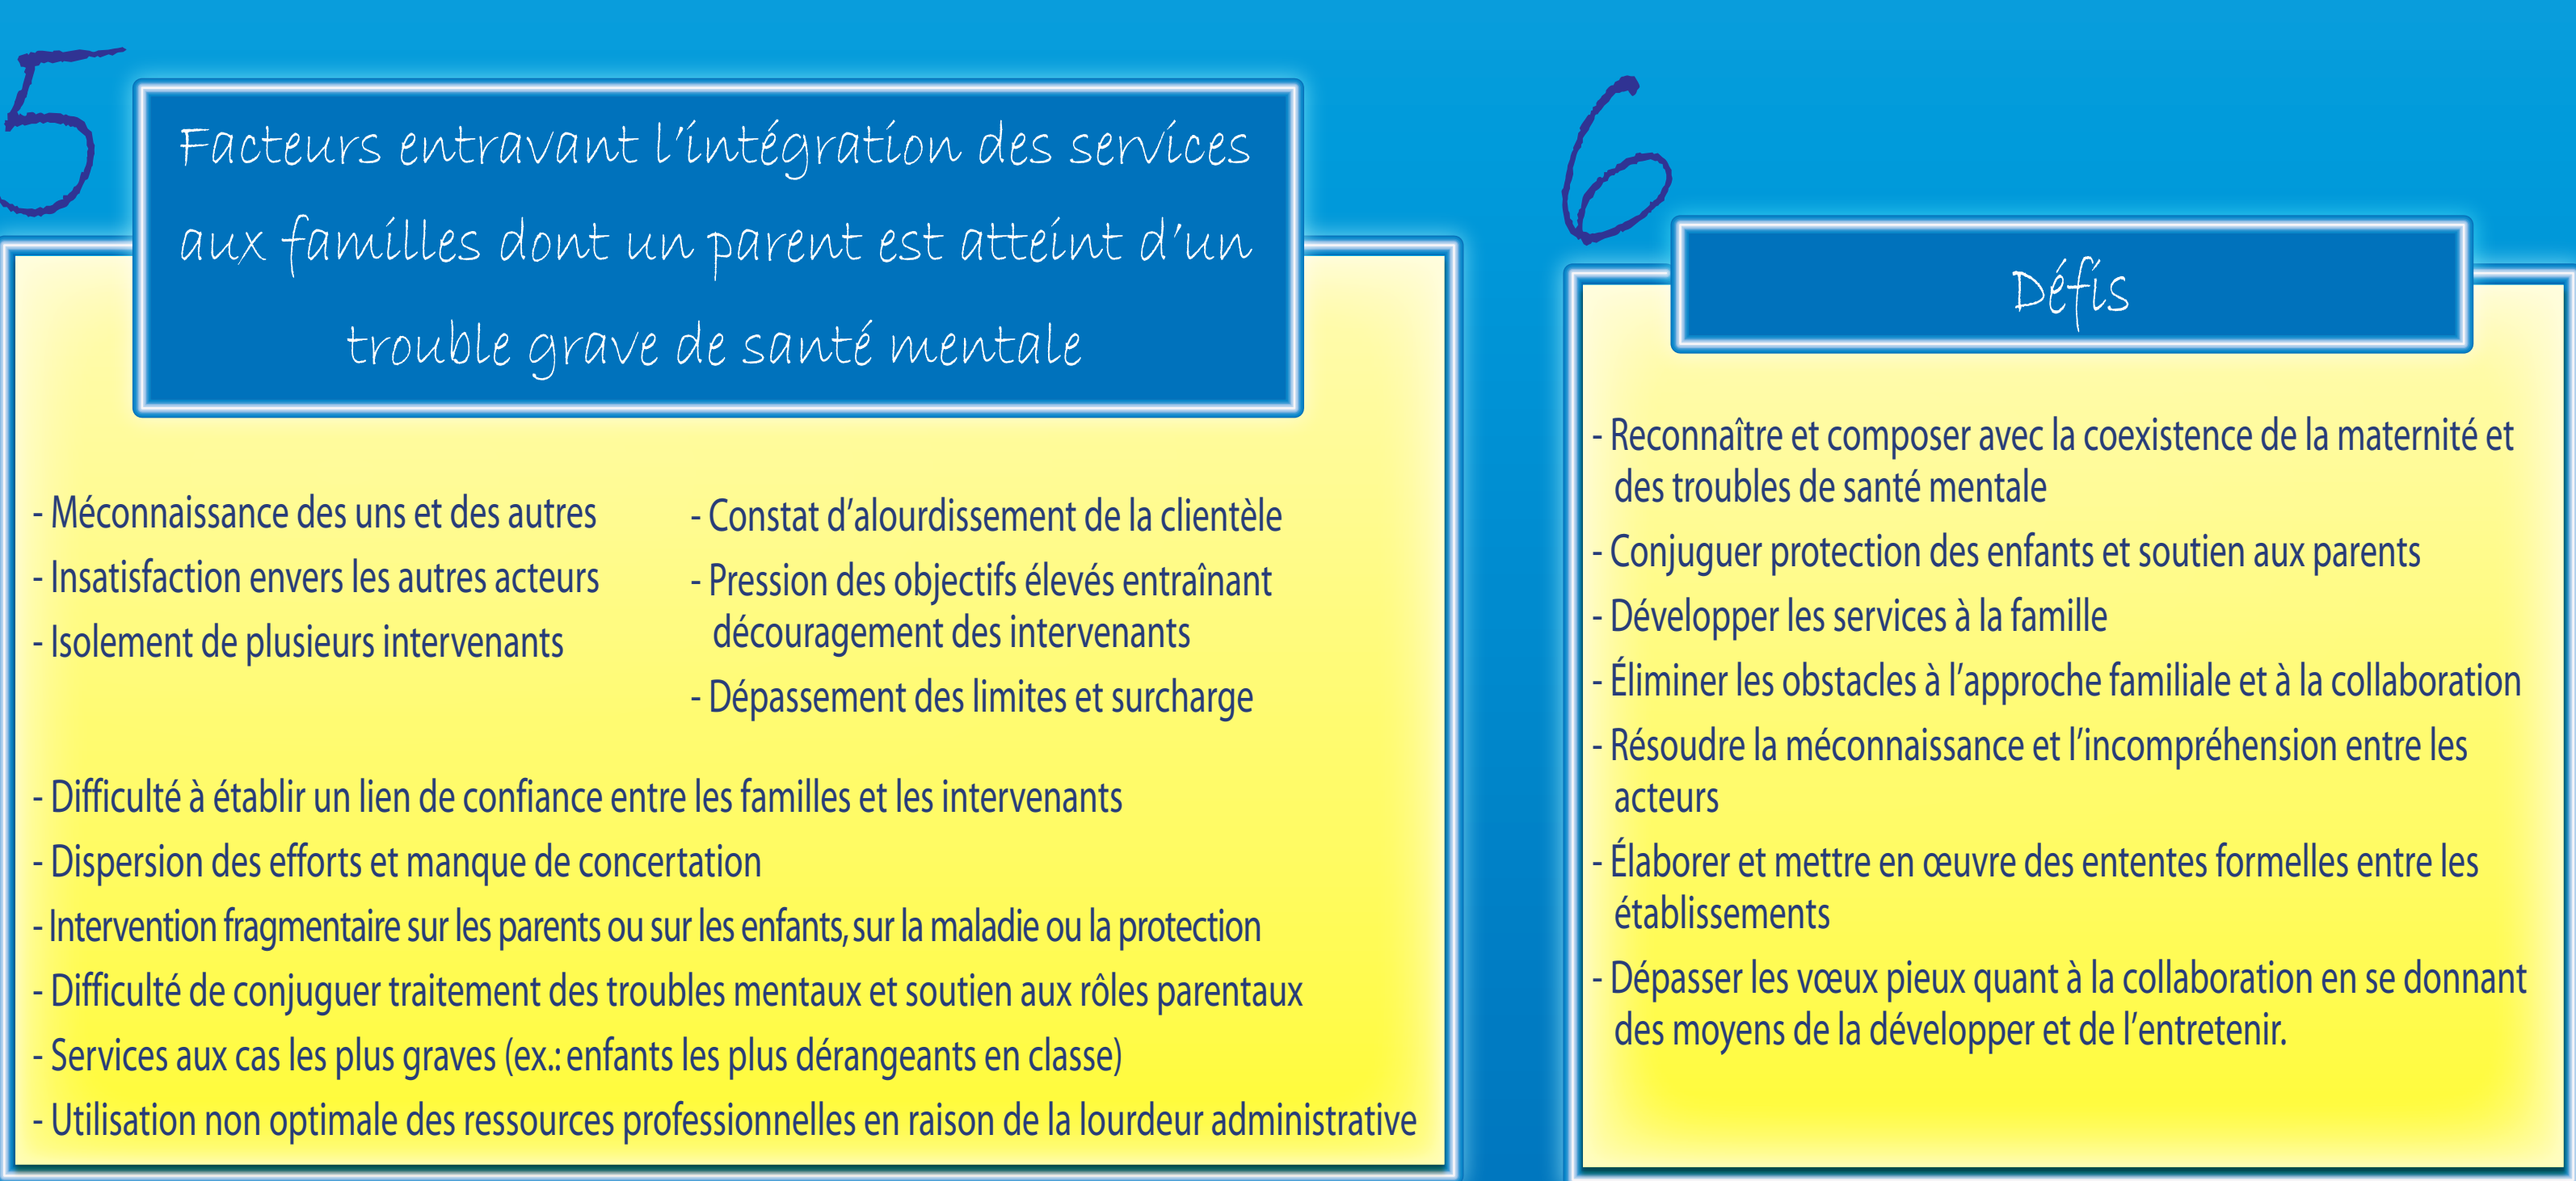 5
Facteurs entravant l'intégration des services
aux familles dont un parent est atteint d'un
trouble grave de santé mentale
- Méconnaissance des uns et des autres
- Insatisfaction envers les autres acteurs
- Isolement de plusieurs intervenants
- Constat d'alourdissement de la clientèle
- Pression des objectifs élevés entraînant
découragement des intervenants
- Dépassement des limites et surcharge
- Difficulté à établir un lien de confiance entre les familles et les intervenants
- Dispersion des efforts et manque de concertation
- Intervention fragmentaire sur les parents ou sur les enfants, sur la maladie ou la protection
- Difficulté de conjuguer traitement des troubles mentaux et soutien aux rôles parentaux
- Services aux cas les plus graves (ex.: enfants les plus dérangeants en classe)
- Utilisation non optimale des ressources professionnelles en raison de la lourdeur administrative
6
Défis
- Reconnaître et composer avec la coexistence de la maternité et
des troubles de santé mentale
- Conjuguer protection des enfants et soutien aux parents
- Développer les services à la famille
- Éliminer les obstacles à l'approche familiale et à la collaboration
- Résoudre la méconnaissance et l'incompréhension entre les
acteurs
- Élaborer et mettre en œuvre des ententes formelles entre les
établissements
- Dépasser les vœux pieux quant à la collaboration en se donnant
des moyens de la développer et de l'entretenir.